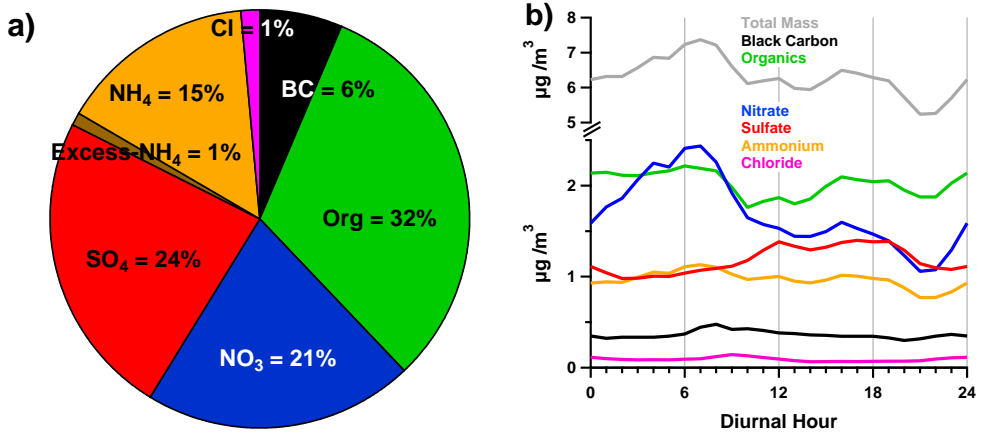 a)
Cl = 1%
BC = 6%
NH₄ = 15%
Excess-NH₄ = 1%
Org = 32%
SO₄ = 24%
NO₃ = 21%
b)
Total Mass
Black Carbon
Organics
Nitrate
Sulfate
Ammonium
Chloride
µg /m³
8
7
6
5
µg /m³
2
1
0
0 6 12 18 24
Diurnal Hour